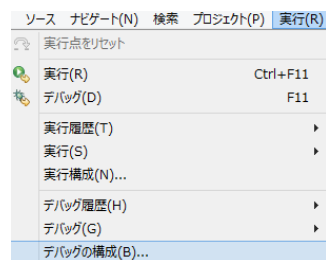 ソース ナビゲート(N) 検索 プロジェクト(P) 実行(R)
実行点をリセット
実行(R) Ctrl+F11
デバッグ(D) F11
実行履歴(T)
実行(S)
実行構成(N)...
デバッグ履歴(H)
デバッグ(G)
デバッグの構成(B)...